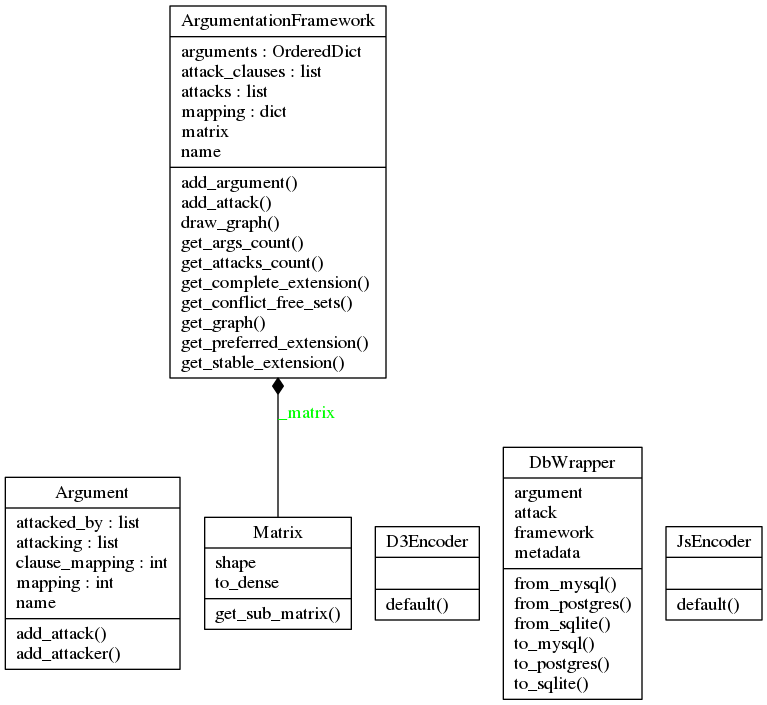 ArgumentationFramework
arguments : OrderedDict
attack_clauses : list
attacks : list
mapping : dict
matrix
name
add_argument()
add_attack()
draw_graph()
get_args_count()
get_attacks_count()
get_complete_extension()
get_conflict_free_sets()
get_graph()
get_preferred_extension()
get_stable_extension()
_matrix
Argument
attacked_by : list
attacking : list
clause_mapping : int
mapping : int
name
add_attack()
add_attacker()
Matrix
shape
to_dense
get_sub_matrix()
D3Encoder
default()
DbWrapper
argument
attack
framework
metadata
from_mysql()
from_postgres()
from_sqlite()
to_mysql()
to_postgres()
to_sqlite()
JsEncoder
default()